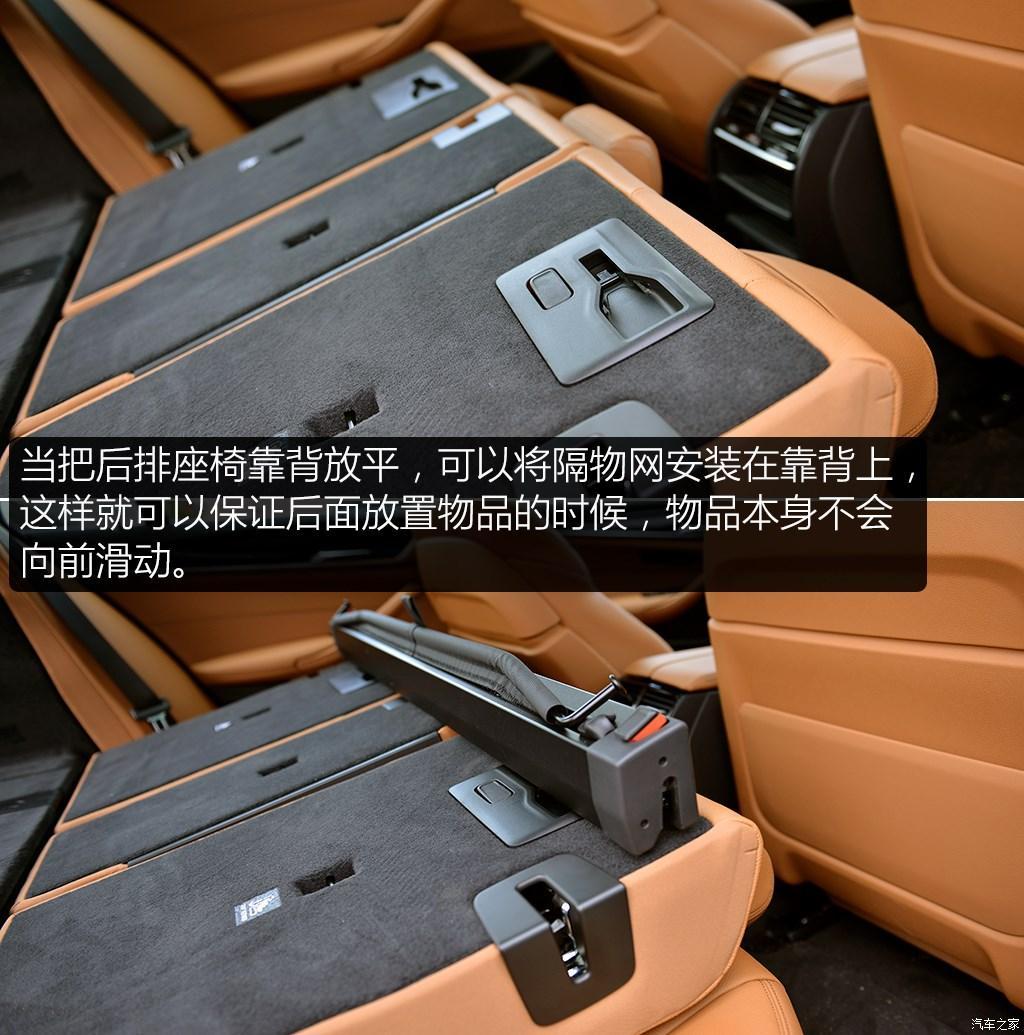 当把后排座椅靠背放平，可以将隔物网安装在靠背上，
这样就可以保证后面放置物品的时候，物品本身不会
向前滑动。
汽车之家